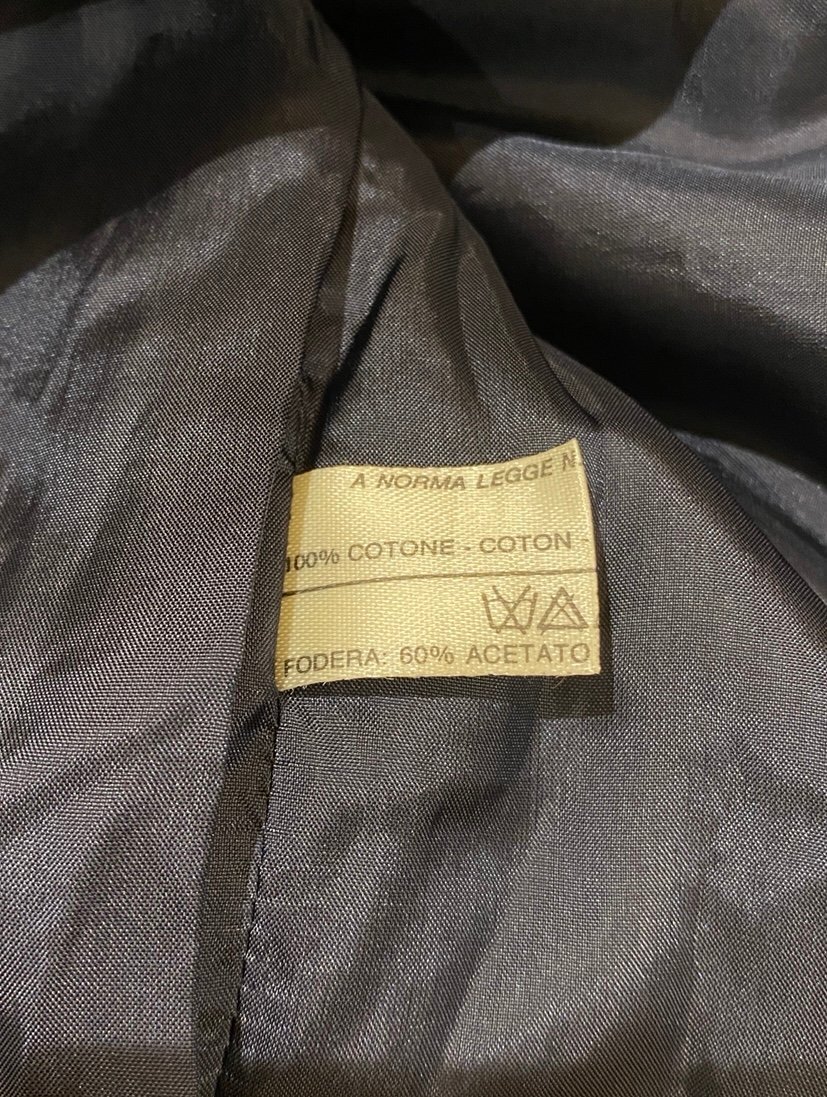 A NORMA LEGGE N.
100% COTONE - COTON -
FODERA: 60% ACETATO